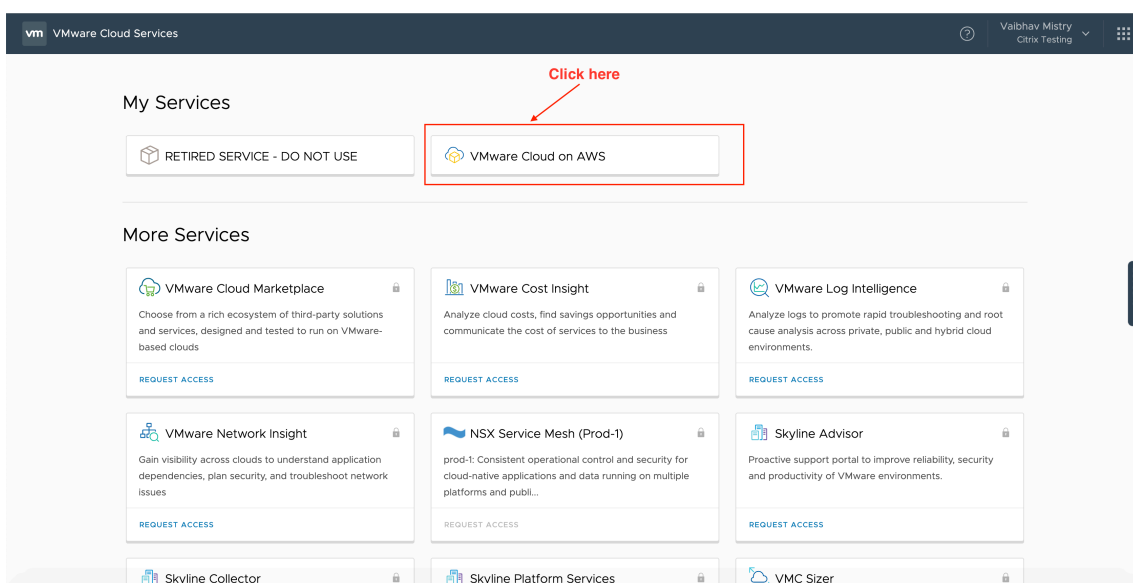 vm VMware Cloud Services
Vaibhav Mistry
Citrix Testing
Click here
My Services
RETIRED SERVICE - DO NOT USE
VMware Cloud on AWS
More Services
VMware Cloud Marketplace
Choose from a rich ecosystem of third-party solutions
and services, designed and tested to run on VMware-
based clouds
REQUEST ACCESS
VMware Cost Insight
Analyze cloud costs, find savings opportunities and
communicate the cost of services to the business
REQUEST ACCESS
VMware Log Intelligence
Analyze logs to promote rapid troubleshooting and root
cause analysis across private, public and hybrid cloud
environments.
REQUEST ACCESS
VMware Network Insight
Gain visibility across clouds to understand application
dependencies, plan security, and troubleshoot network
issues
REQUEST ACCESS
NSX Service Mesh (Prod-1)
prod-1: Consistent operational control and security for
cloud-native applications and data running on multiple
platforms and publi...
REQUEST ACCESS
Skyline Advisor
Proactive support portal to improve reliability, security
and productivity of VMware environments.
REQUEST ACCESS
Skyline Collector
Skyline Platform Services
VMC Sizer